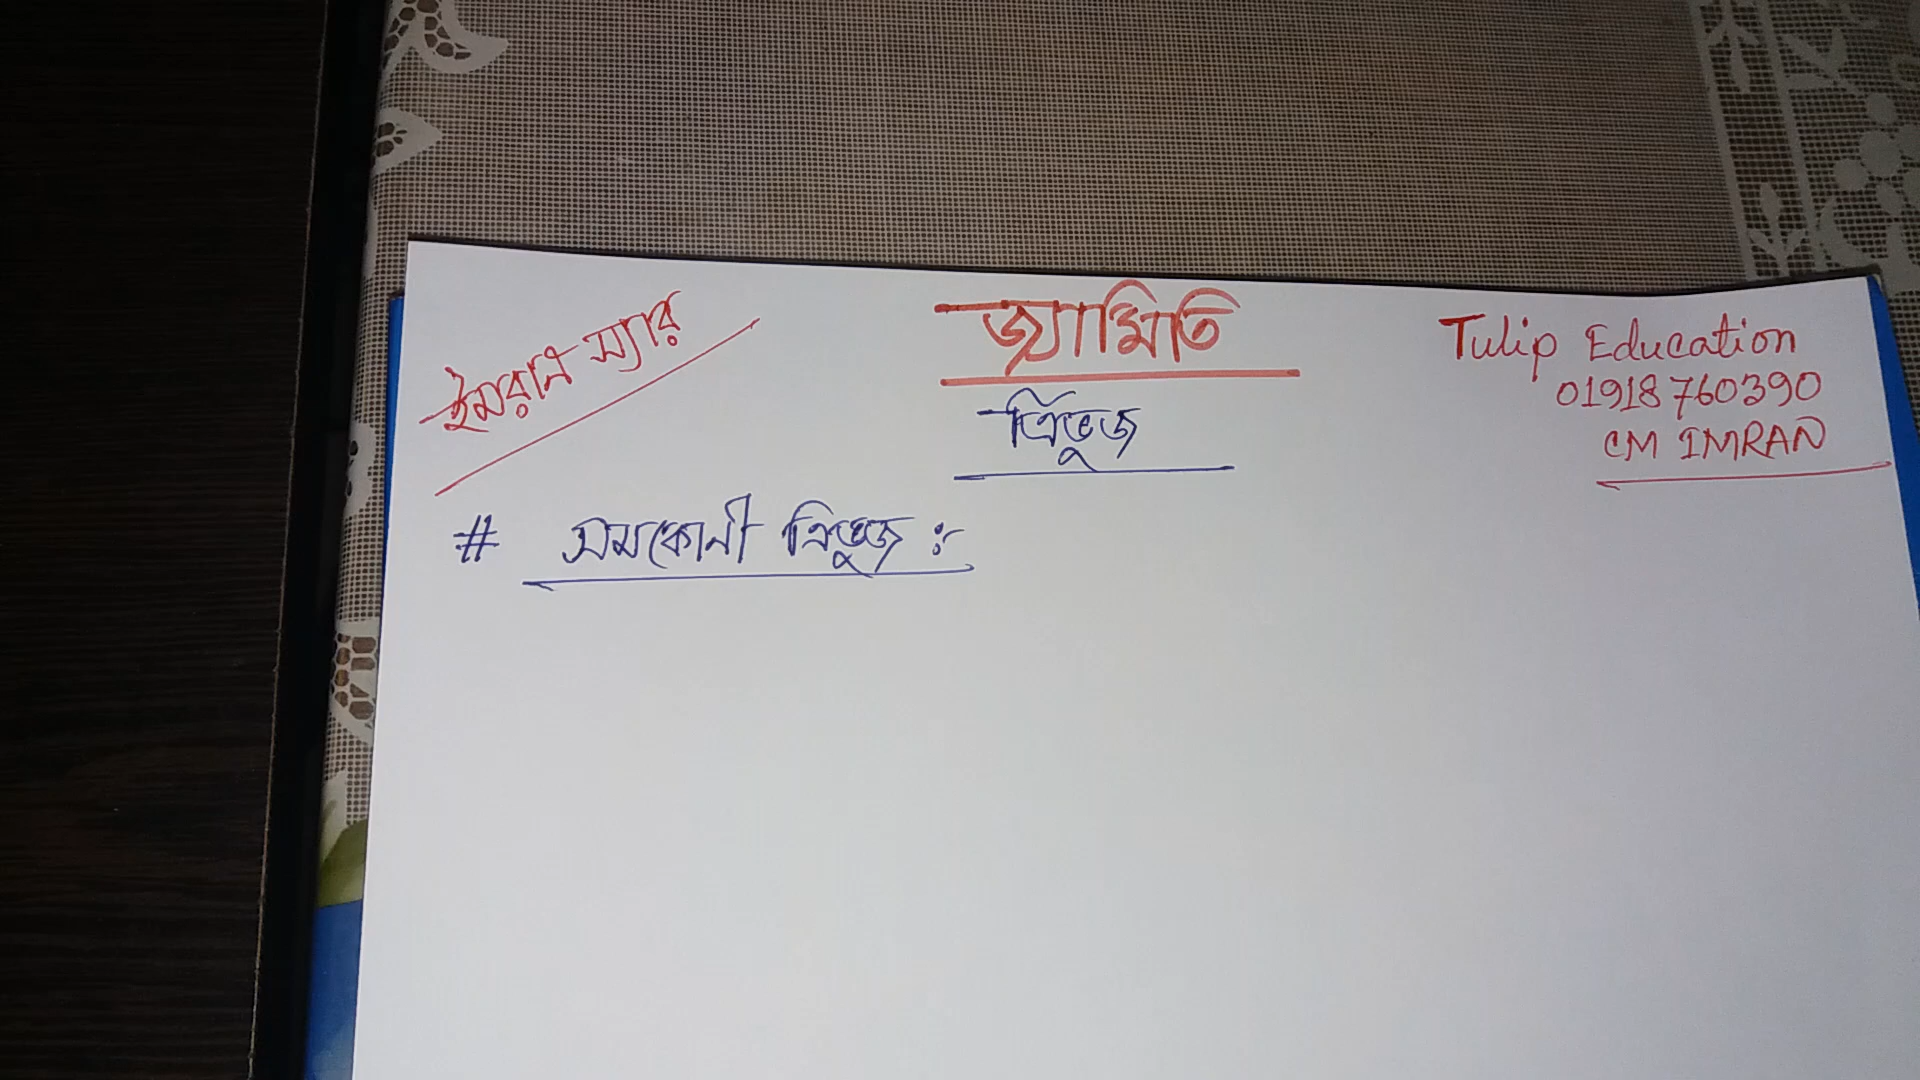 ইমরান স্যার
জ্যামিতি
ত্রিভুজ
Tulip Education
01918760390
CM IMRAN
# সমকোনী ত্রিভুজ :-